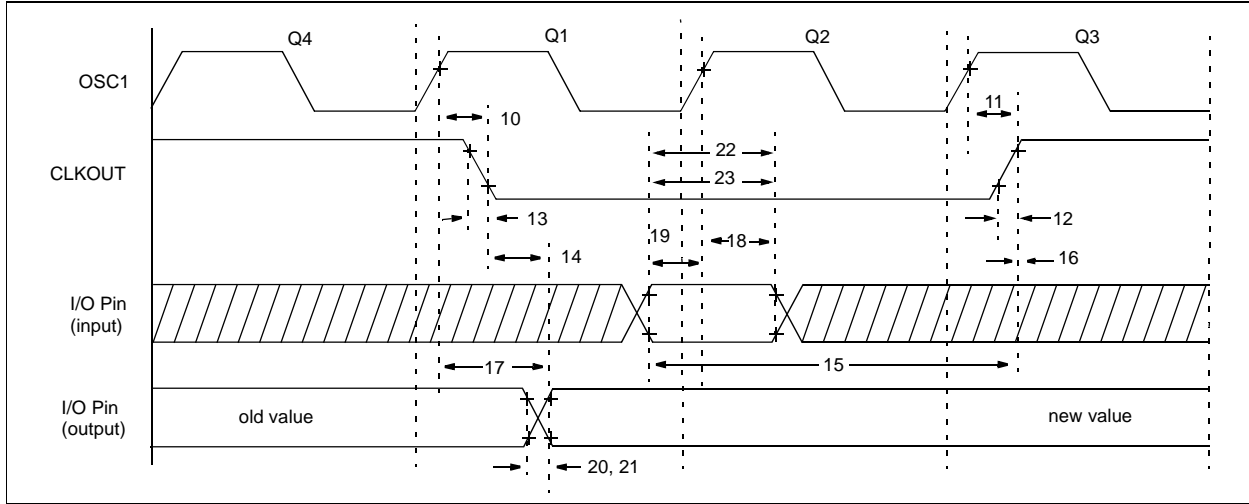 Q4 Q1 Q2 Q3
OSC1
10 11
22
CLKOUT
23
13 12
19 18
14 16
I/O Pin
(input)
17 15
I/O Pin
(output)
old value new value
20, 21